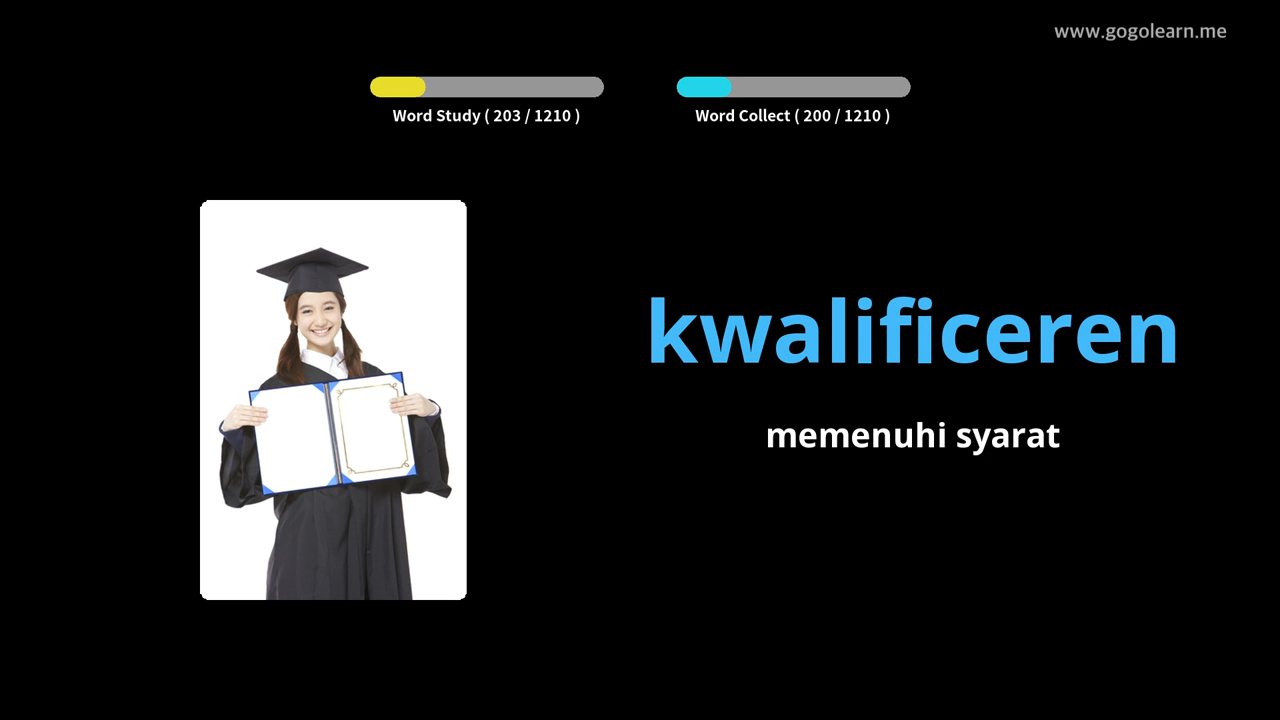 www.gogolearn.me
Word Study ( 203 / 1210 )
Word Collect ( 200 / 1210 )
kwalificeren
memenuhi syarat